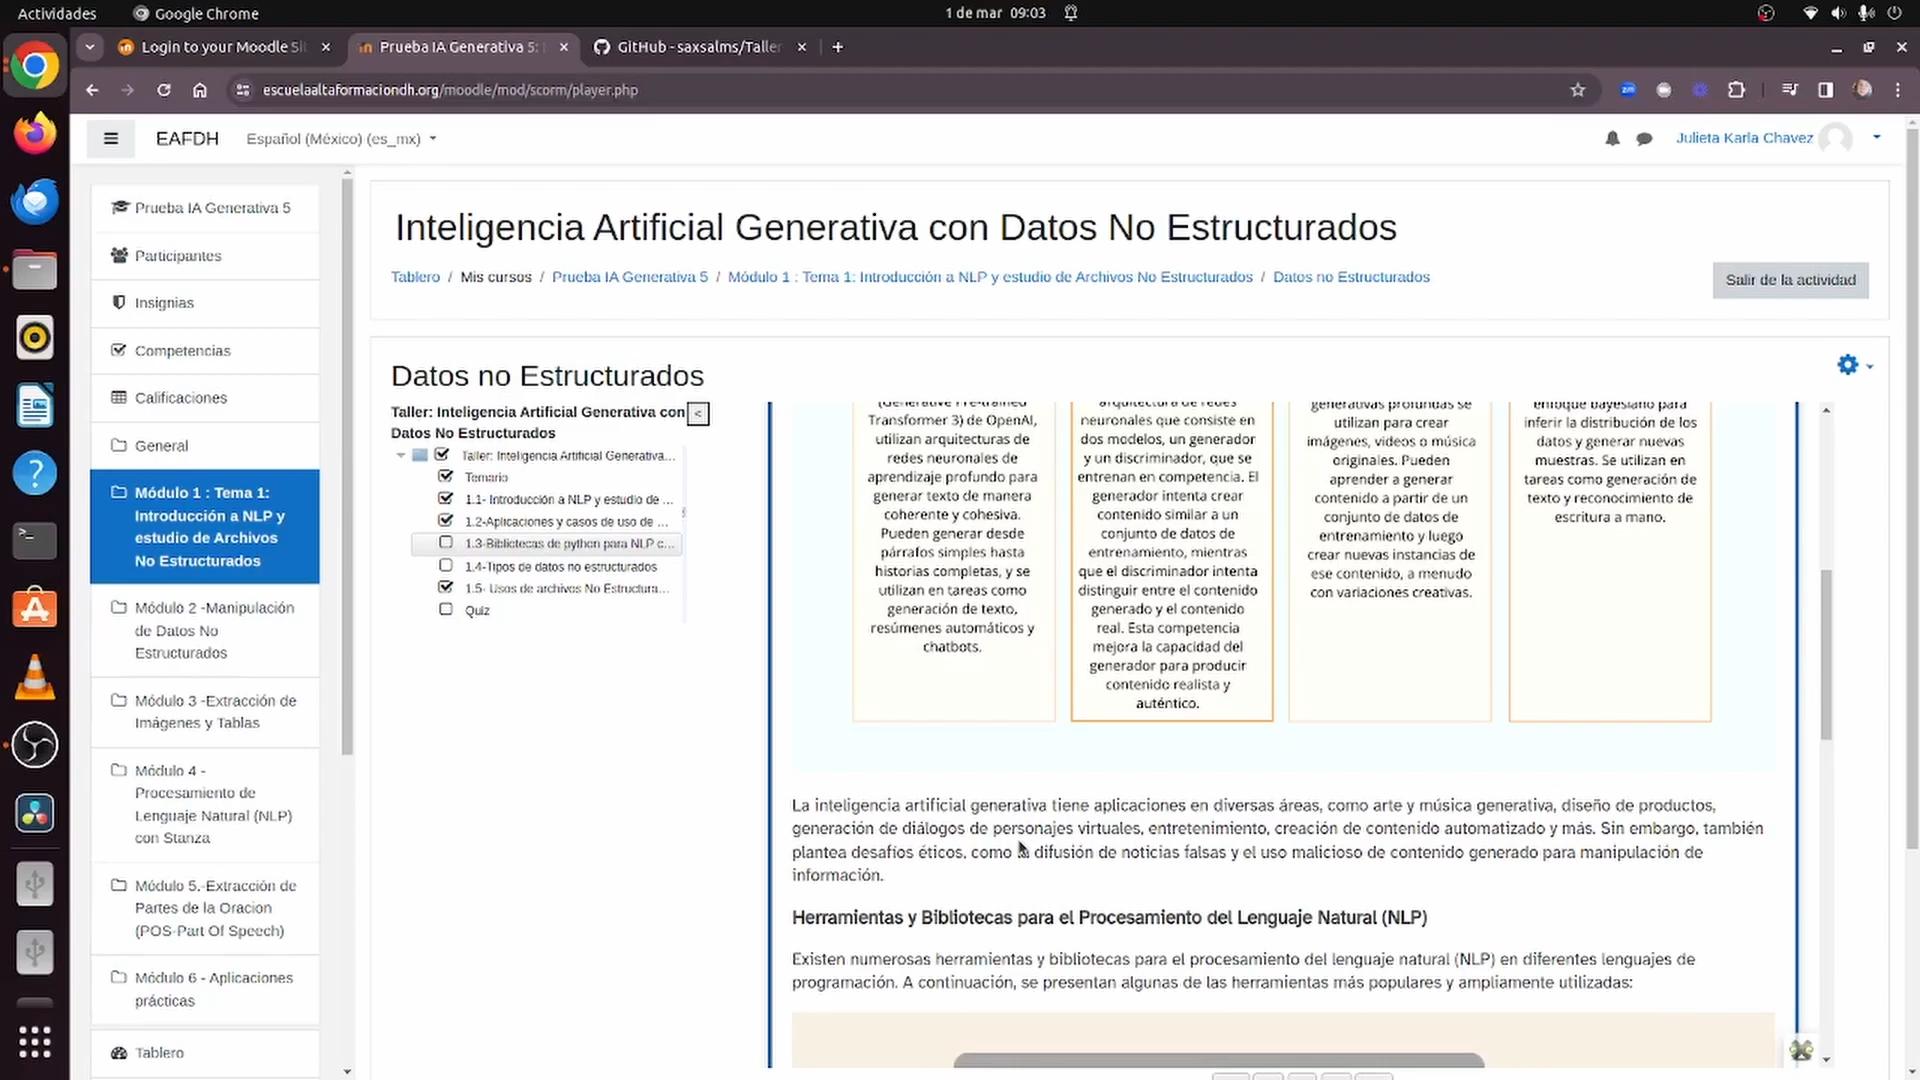 Actividades
Google Chrome
1 de mar 09:03
Login to your Moodle Si
Prueba IA Generativa 5:
GitHub - saxsalms/Taller
escuelaaltaformaciondh.org/moodle/mod/scorm/player.php
EAFDH
Español (México) (es_mx)
Julieta Karla Chavez
Prueba IA Generativa 5
Participantes
Insignias
Competencias
Calificaciones
General
Módulo 1 : Tema 1:
Introducción a NLP y
estudio de Archivos
No Estructurados
Módulo 2 -Manipulación
de Datos No
Estructurados
Módulo 3 -Extracción de
Imágenes y Tablas
Módulo 4 -
Procesamiento de
Lenguaje Natural (NLP)
con Stanza
Módulo 5.-Extracción de
Partes de la Oracion
(POS-Part Of Speech)
Módulo 6 - Aplicaciones
prácticas
Tablero
Inteligencia Artificial Generativa con Datos No Estructurados
Tablero / Mis cursos / Prueba IA Generativa 5 / Módulo 1 : Tema 1: Introducción a NLP y estudio de Archivos No Estructurados / Datos no Estructurados
Salir de la actividad
Datos no Estructurados
Taller: Inteligencia Artificial Generativa con
Datos No Estructurados
<
Taller: Inteligencia Artificial Generativa...
Temario
1.1- Introducción a NLP y estudio de ...
1.2-Aplicaciones y casos de uso de ...
1.3-Bibliotecas de python para NLP c...
1.4-Tipos de datos no estructurados
1.5- Usos de archivos No Estructura...
Quiz
(Generative Pre-trained
Transformer 3) de OpenAI,
utilizan arquitecturas de
redes neuronales de
aprendizaje profundo para
generar texto de manera
coherente y cohesiva.
Pueden generar desde
párrafos simples hasta
historias completas, y se
utilizan en tareas como
generación de texto,
resúmenes automáticos y
chatbots.
arquitectura de redes
neuronales que consiste en
dos modelos, un generador
y un discriminador, que se
entrenan en competencia. El
generador intenta crear
contenido similar a un
conjunto de datos de
entrenamiento, mientras
que el discriminador intenta
distinguir entre el contenido
generado y el contenido
real. Esta competencia
mejora la capacidad del
generador para producir
contenido realista y
auténtico.
generativas profundas se
utilizan para crear
imágenes, videos o música
originales. Pueden
aprender a generar
contenido a partir de un
conjunto de datos de
entrenamiento y luego
crear nuevas instancias de
ese contenido, a menudo
con variaciones creativas.
enfoque bayesiano para
inferir la distribución de los
datos y generar nuevas
muestras. Se utilizan en
tareas como generación de
texto y reconocimiento de
escritura a mano.
La inteligencia artificial generativa tiene aplicaciones en diversas áreas, como arte y música generativa, diseño de productos,
generación de diálogos de personajes virtuales, entretenimiento, creación de contenido automatizado y más. Sin embargo, también
plantea desafíos éticos, como la difusión de noticias falsas y el uso malicioso de contenido generado para manipulación de
información.
Herramientas y Bibliotecas para el Procesamiento del Lenguaje Natural (NLP)
Existen numerosas herramientas y bibliotecas para el procesamiento del lenguaje natural (NLP) en diferentes lenguajes de
programación. A continuación, se presentan algunas de las herramientas más populares y ampliamente utilizadas: